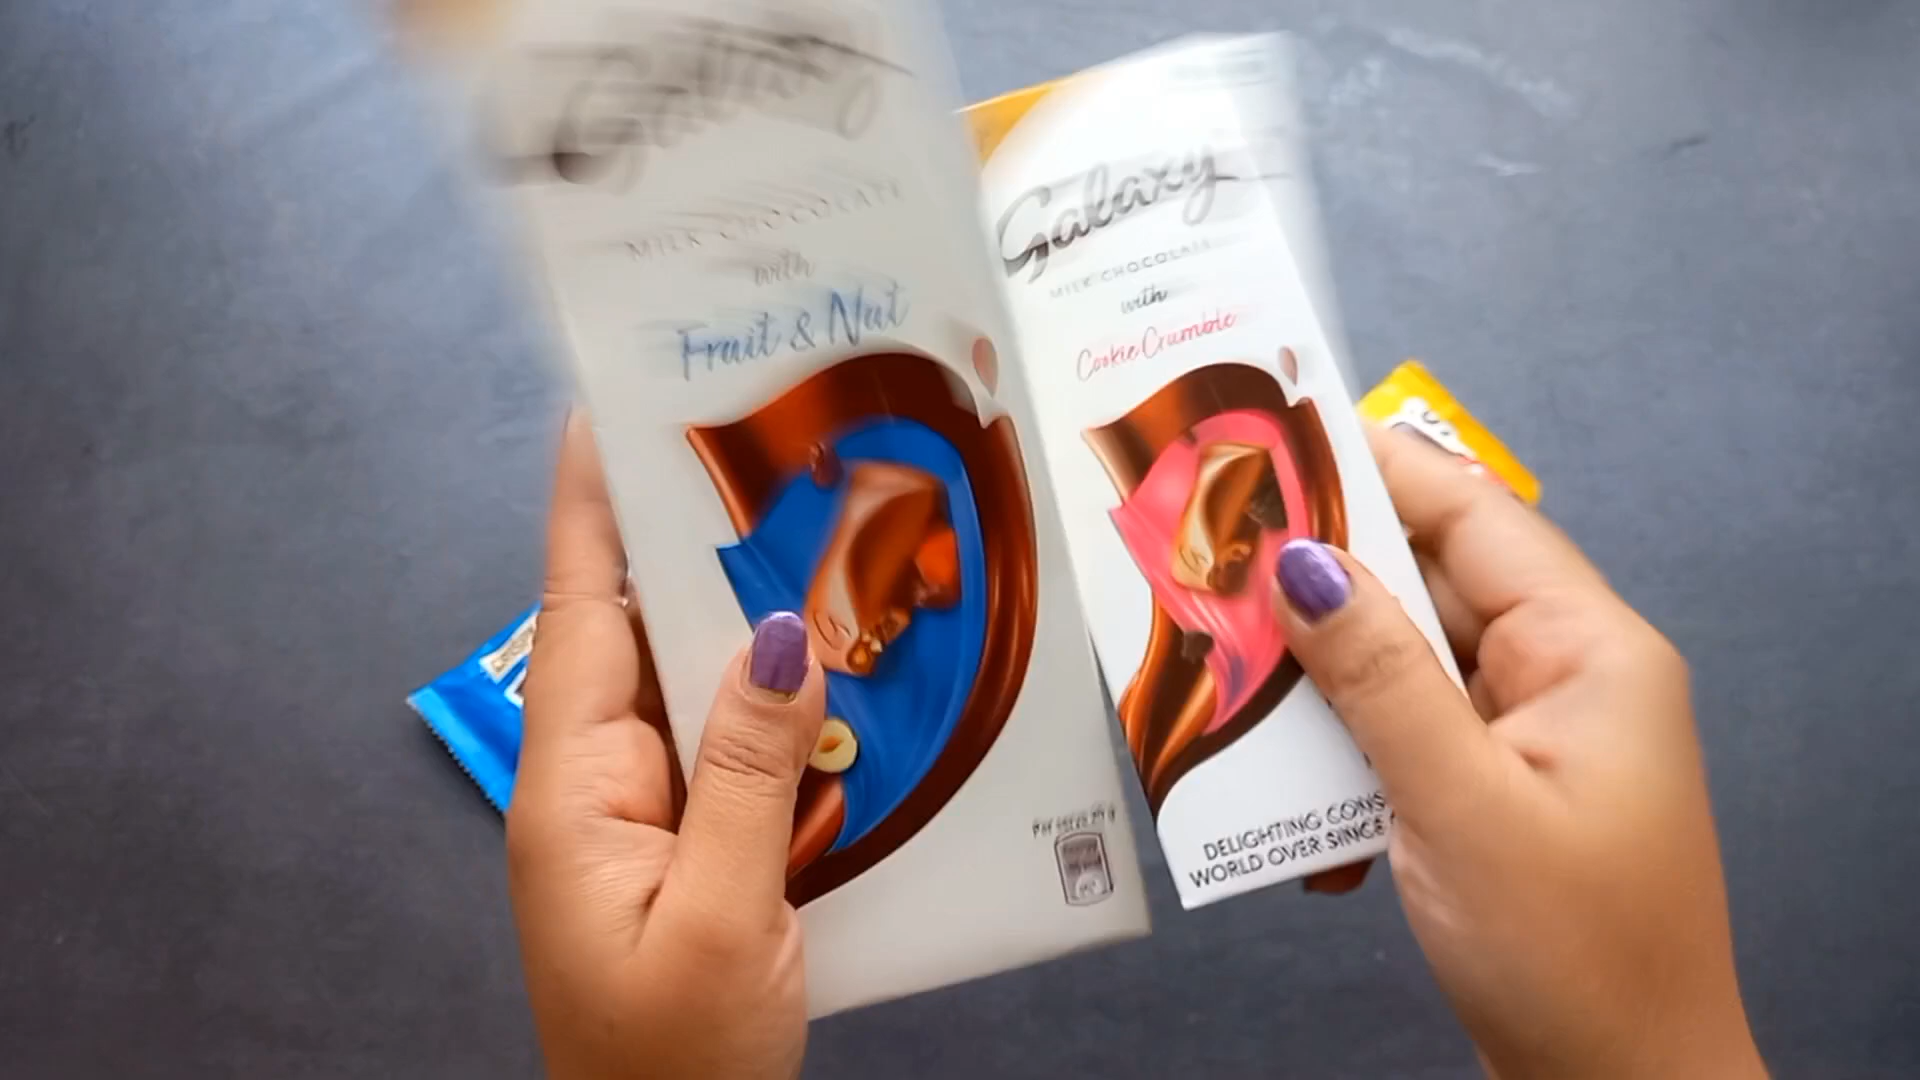 Galaxy
MILK CHOCOLATE
with
Fruit & Nut
Galaxy
MILK CHOCOLATE
with
Cookie Crumble
DELIGHTING CONS
WORLD OVER SINCE